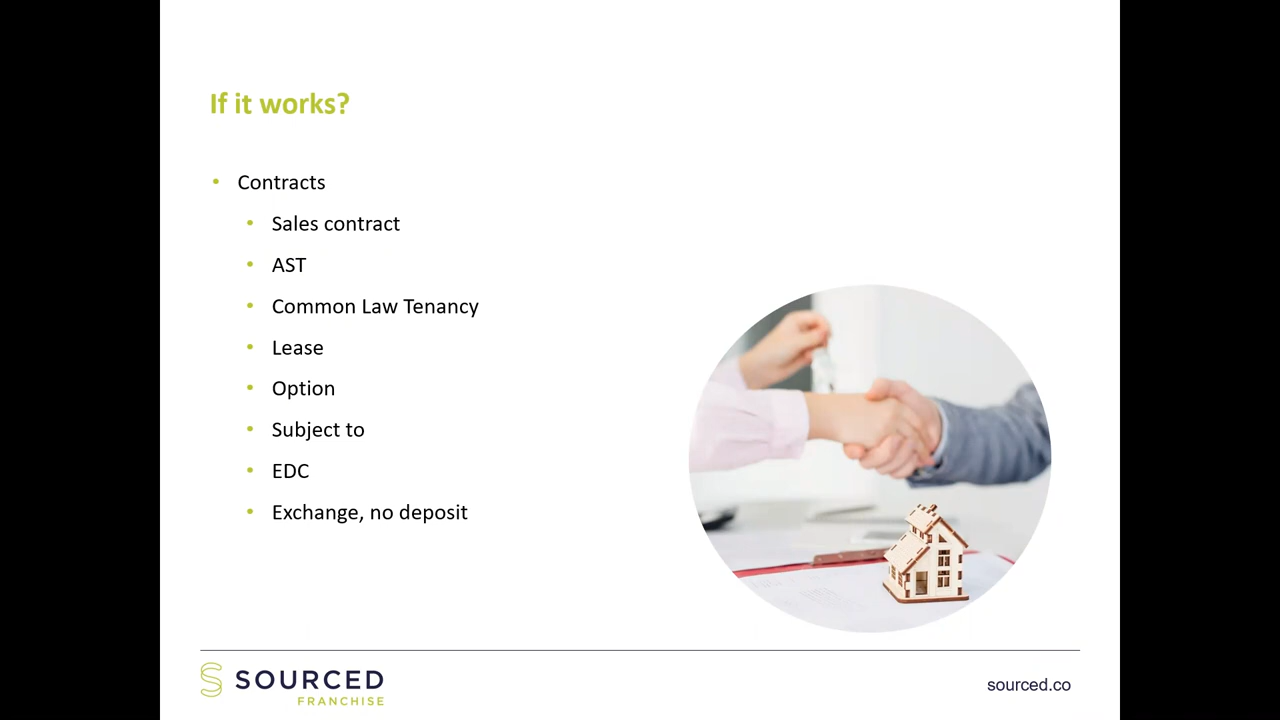 If it works?
• Contracts
• Sales contract
• AST
• Common Law Tenancy
• Lease
• Option
• Subject to
• EDC
• Exchange, no deposit
SOURCED
FRANCHISE
sourced.co